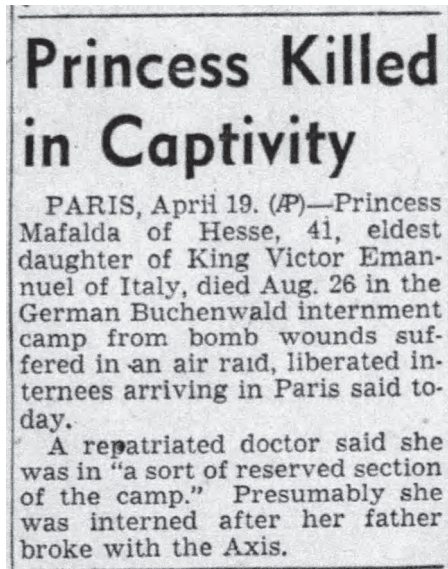 Princess Killed
in Captivity
PARIS, April 19. (AP)—Princess
Mafalda of Hesse, 41, eldest
daughter of King Victor Eman-
nuel of Italy, died Aug. 26 in the
German Buchenwald internment
camp from bomb wounds suf-
fered in an air raid, liberated in-
ternees arriving in Paris said to-
day.
A repatriated doctor said she
was in “a sort of reserved section
of the camp.” Presumably she
was interned after her father
broke with the Axis.